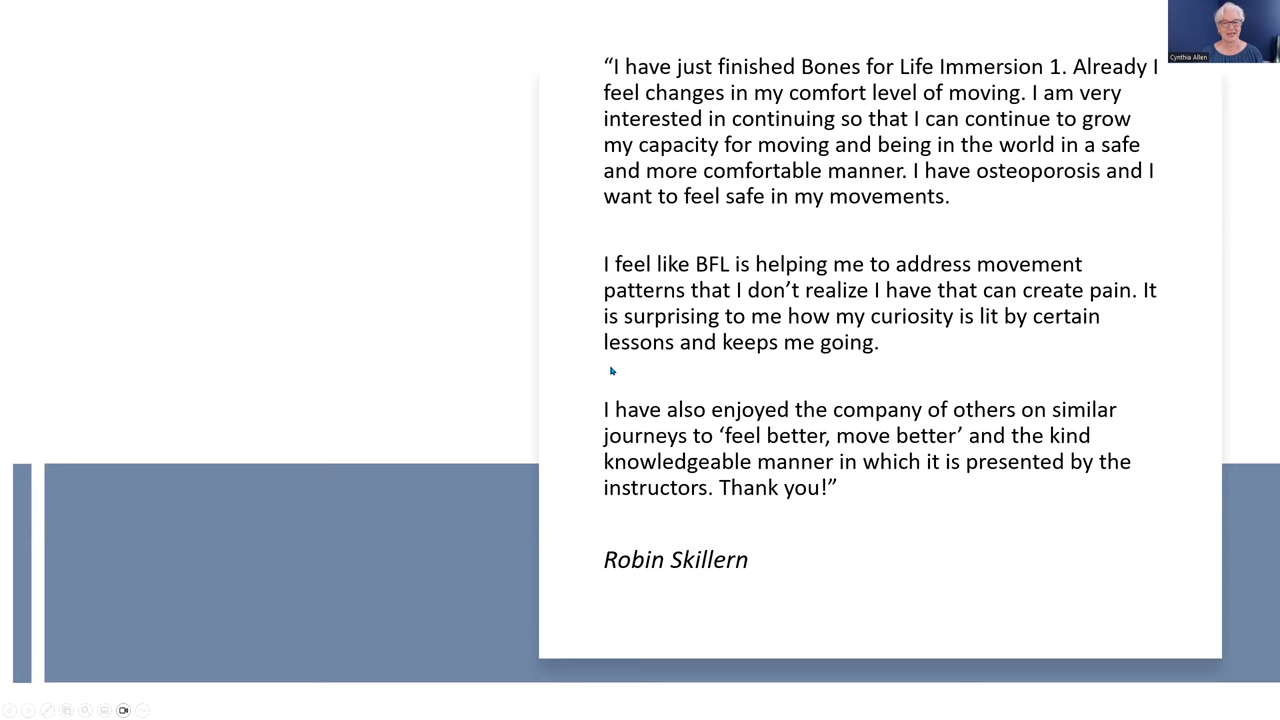 “I have just finished Bones for Life Immersion 1. Already I
feel changes in my comfort level of moving. I am very
interested in continuing so that I can continue to grow
my capacity for moving and being in the world in a safe
and more comfortable manner. I have osteoporosis and I
want to feel safe in my movements.
I feel like BFL is helping me to address movement
patterns that I don’t realize I have that can create pain. It
is surprising to me how my curiosity is lit by certain
lessons and keeps me going.
I have also enjoyed the company of others on similar
journeys to ‘feel better, move better’ and the kind
knowledgeable manner in which it is presented by the
instructors. Thank you!”
Robin Skillern
Cynthia Allen